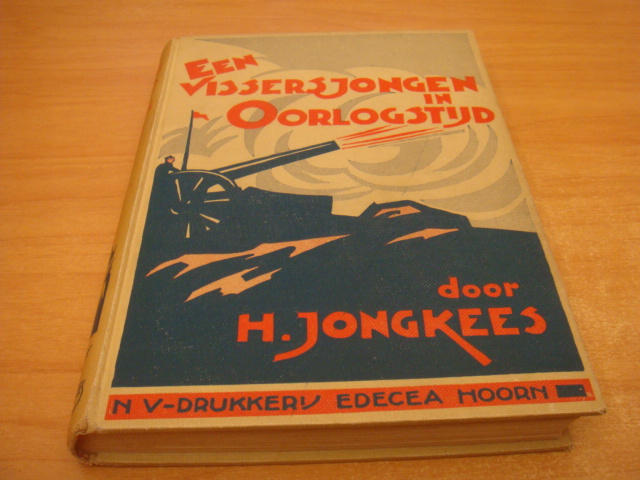 EEN
VISSERSJONGEN
IN
OORLOGSTIJD
door
H. JONGKEES
N V-DRUKKERIJ EDECEA HOORN